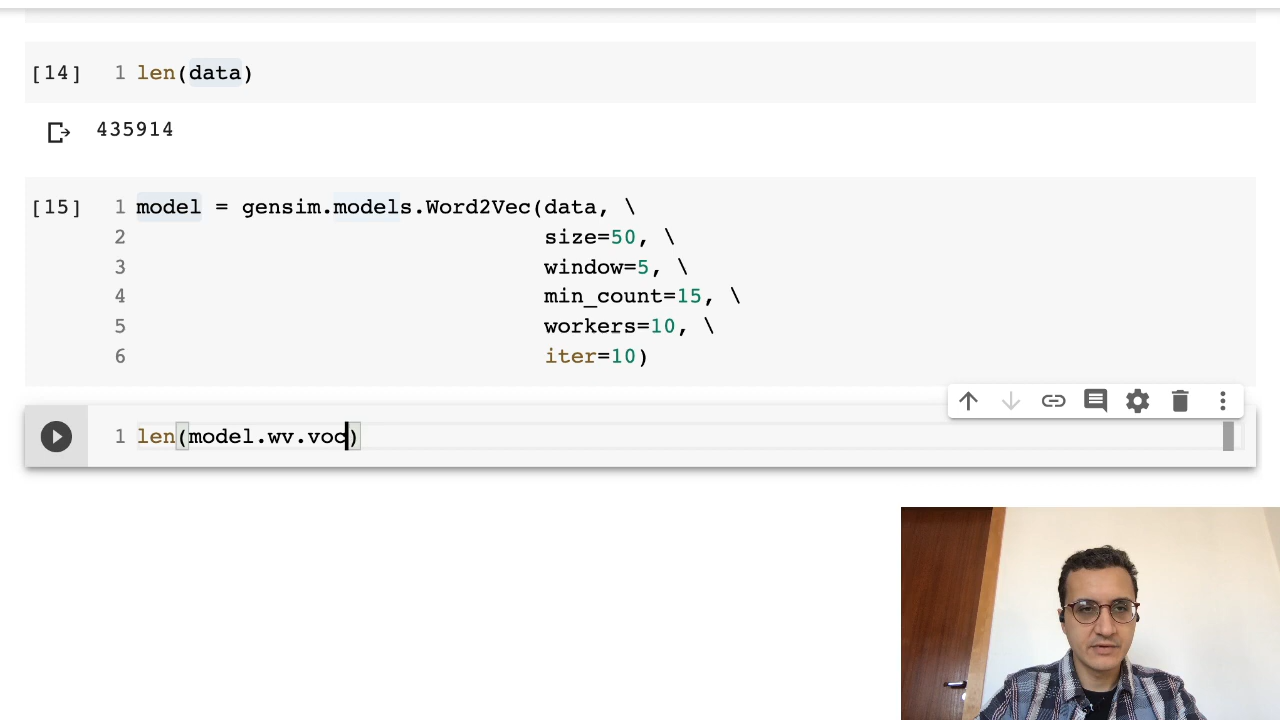 [14] 1 len(data)
435914
[15] 1 model = gensim.models.Word2Vec(data, \
2 size=50, \
3 window=5, \
4 min_count=15, \
5 workers=10, \
6 iter=10)
1 len(model.wv.voc)